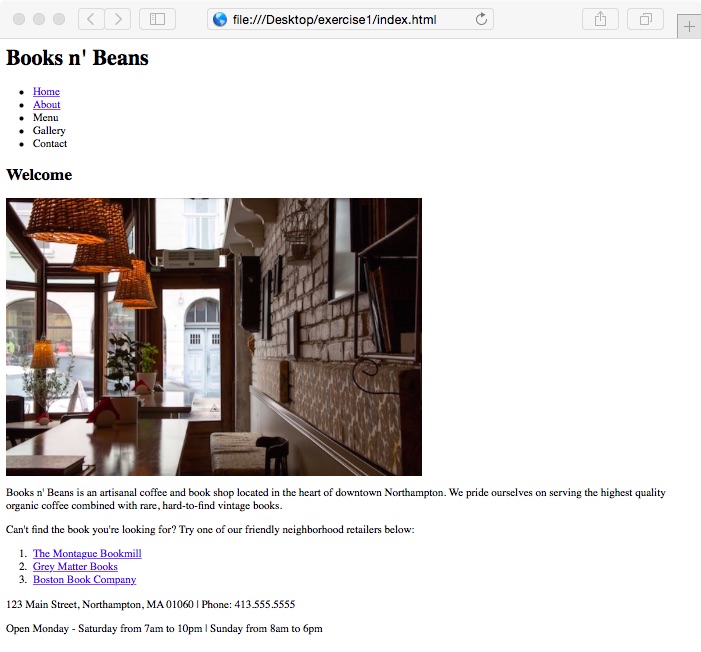 file:///Desktop/exercise1/index.html
Books n' Beans
Home
About
Menu
Gallery
Contact
Welcome
Books n' Beans is an artisanal coffee and book shop located in the heart of downtown Northampton. We pride ourselves on serving the highest quality
organic coffee combined with rare, hard-to-find vintage books.
Can't find the book you're looking for? Try one of our friendly neighborhood retailers below:
1. The Montague Bookmill
2. Grey Matter Books
3. Boston Book Company
123 Main Street, Northampton, MA 01060 | Phone: 413.555.5555
Open Monday - Saturday from 7am to 10pm | Sunday from 8am to 6pm